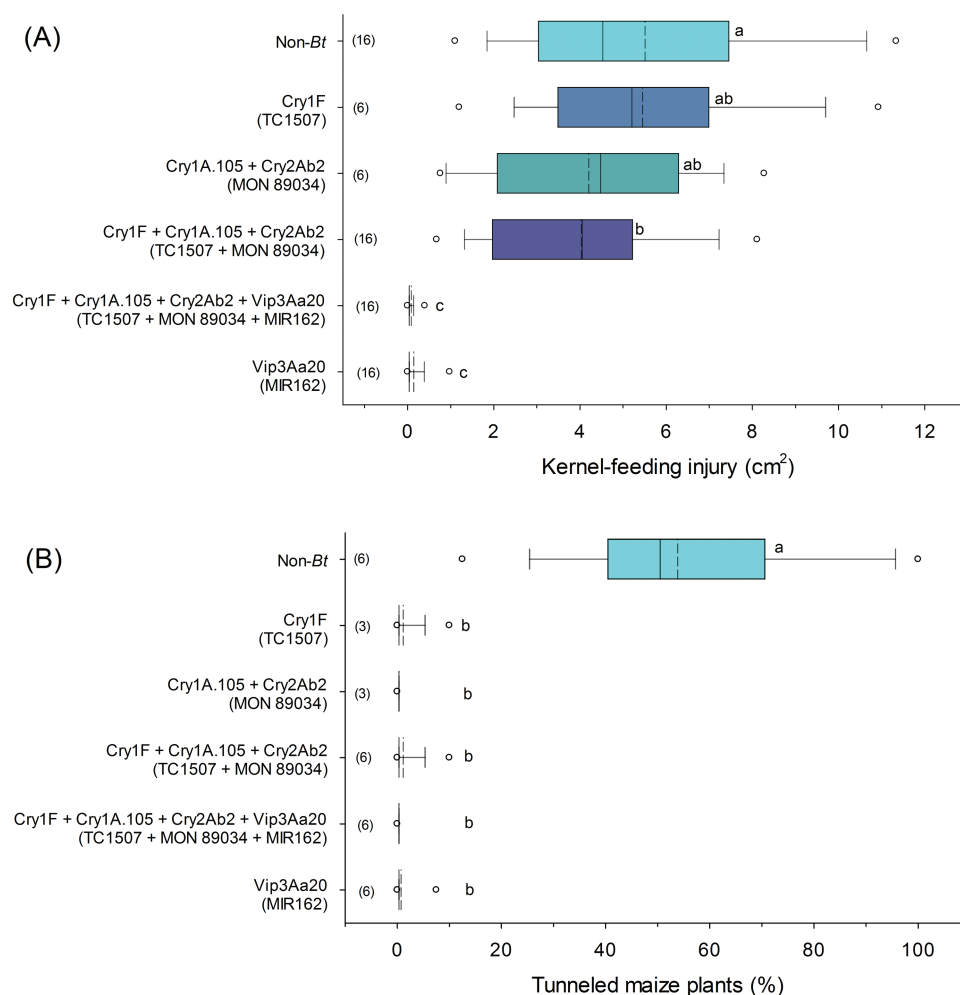 (A)
Non-Bt (16) a
Cry1F (6) ab
(TC1507)
Cry1A.105 + Cry2Ab2 (6) ab
(MON 89034)
Cry1F + Cry1A.105 + Cry2Ab2 (16) b
(TC1507 + MON 89034)
Cry1F + Cry1A.105 + Cry2Ab2 + Vip3Aa20 (16) c
(TC1507 + MON 89034 + MIR162)
Vip3Aa20 (16) c
(MIR162)
0 2 4 6 8 10 12
Kernel-feeding injury (cm²)
(B)
Non-Bt (6) a
Cry1F (3) b
(TC1507)
Cry1A.105 + Cry2Ab2 (3) b
(MON 89034)
Cry1F + Cry1A.105 + Cry2Ab2 (6) b
(TC1507 + MON 89034)
Cry1F + Cry1A.105 + Cry2Ab2 + Vip3Aa20 (6) b
(TC1507 + MON 89034 + MIR162)
Vip3Aa20 (6) b
(MIR162)
0 20 40 60 80 100
Tunneled maize plants (%)